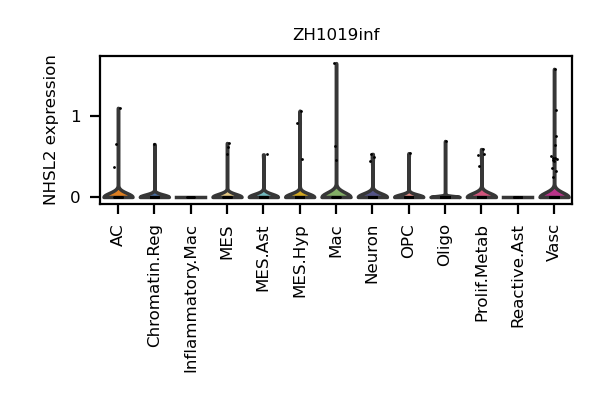 ZH1019inf
NHSL2 expression
1
0
AC
Chromatin.Reg
Inflammatory.Mac
MES
MES.Ast
MES.Hyp
Mac
Neuron
OPC
Oligo
Prolif.Metab
Reactive.Ast
Vasc